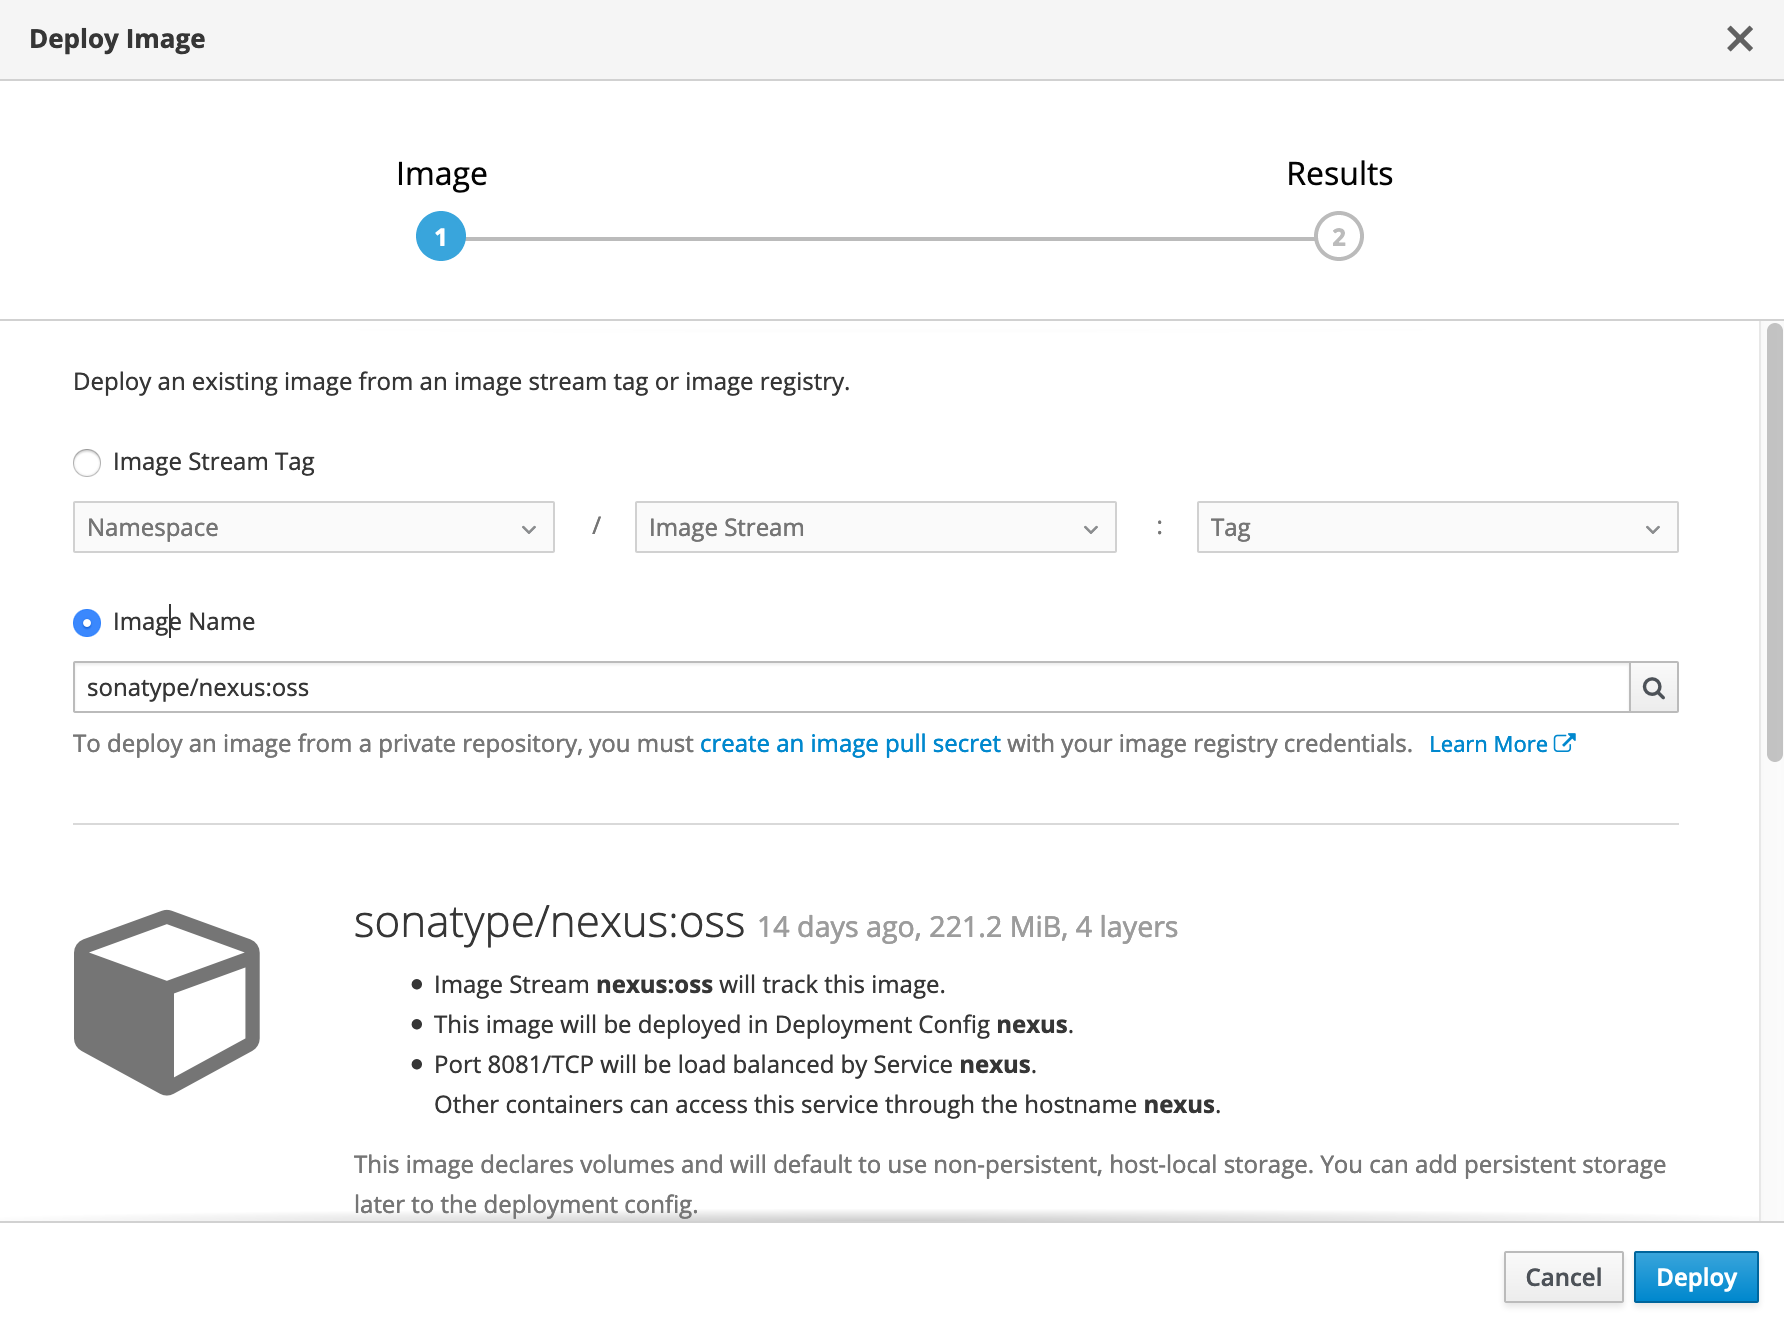 Deploy Image
Image
Results
1
2
Deploy an existing image from an image stream tag or image registry.
Image Stream Tag
Namespace / Image Stream : Tag
Image Name
sonatype/nexus:oss
To deploy an image from a private repository, you must create an image pull secret with your image registry credentials. Learn More
sonatype/nexus:oss 14 days ago, 221.2 MiB, 4 layers
• Image Stream nexus:oss will track this image.
• This image will be deployed in Deployment Config nexus.
• Port 8081/TCP will be load balanced by Service nexus.
Other containers can access this service through the hostname nexus.
This image declares volumes and will default to use non-persistent, host-local storage. You can add persistent storage
later to the deployment config.
Cancel
Deploy